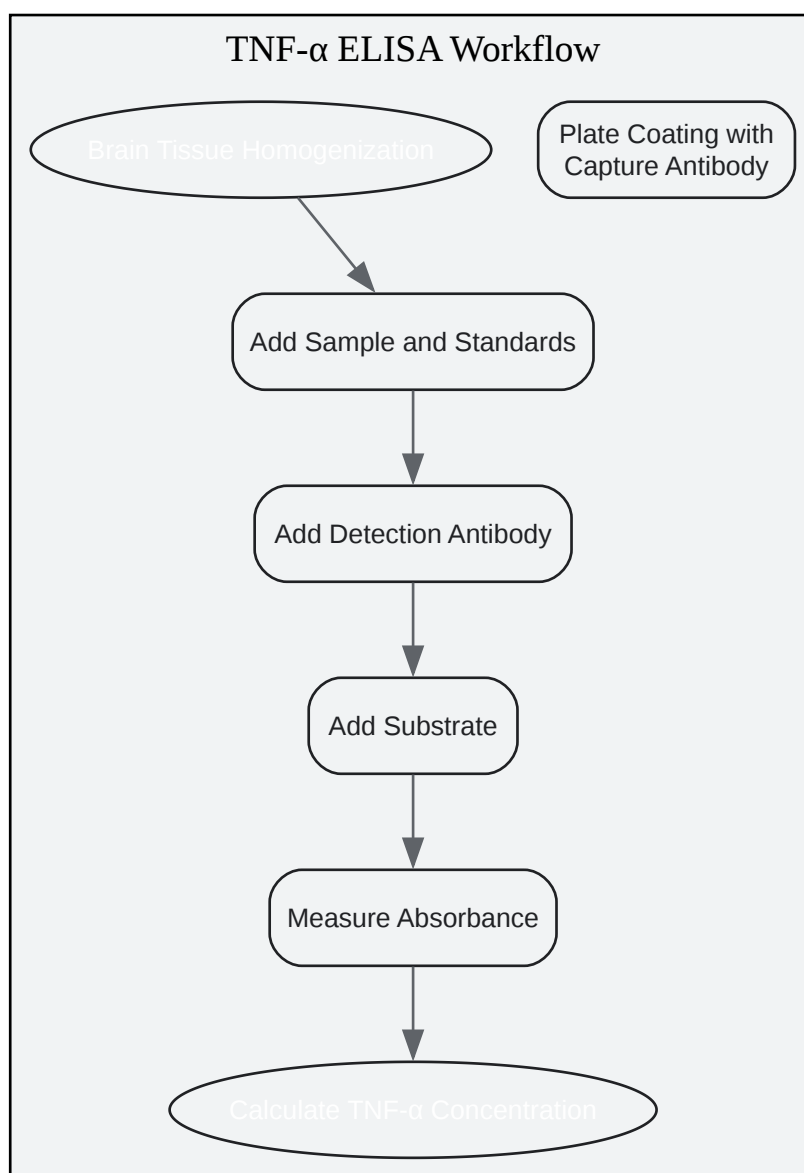 TNF-α ELISA Workflow
Brain Tissue Homogenization
Plate Coating with
Capture Antibody
Add Sample and Standards
Add Detection Antibody
Add Substrate
Measure Absorbance
Calculate TNF-α Concentration